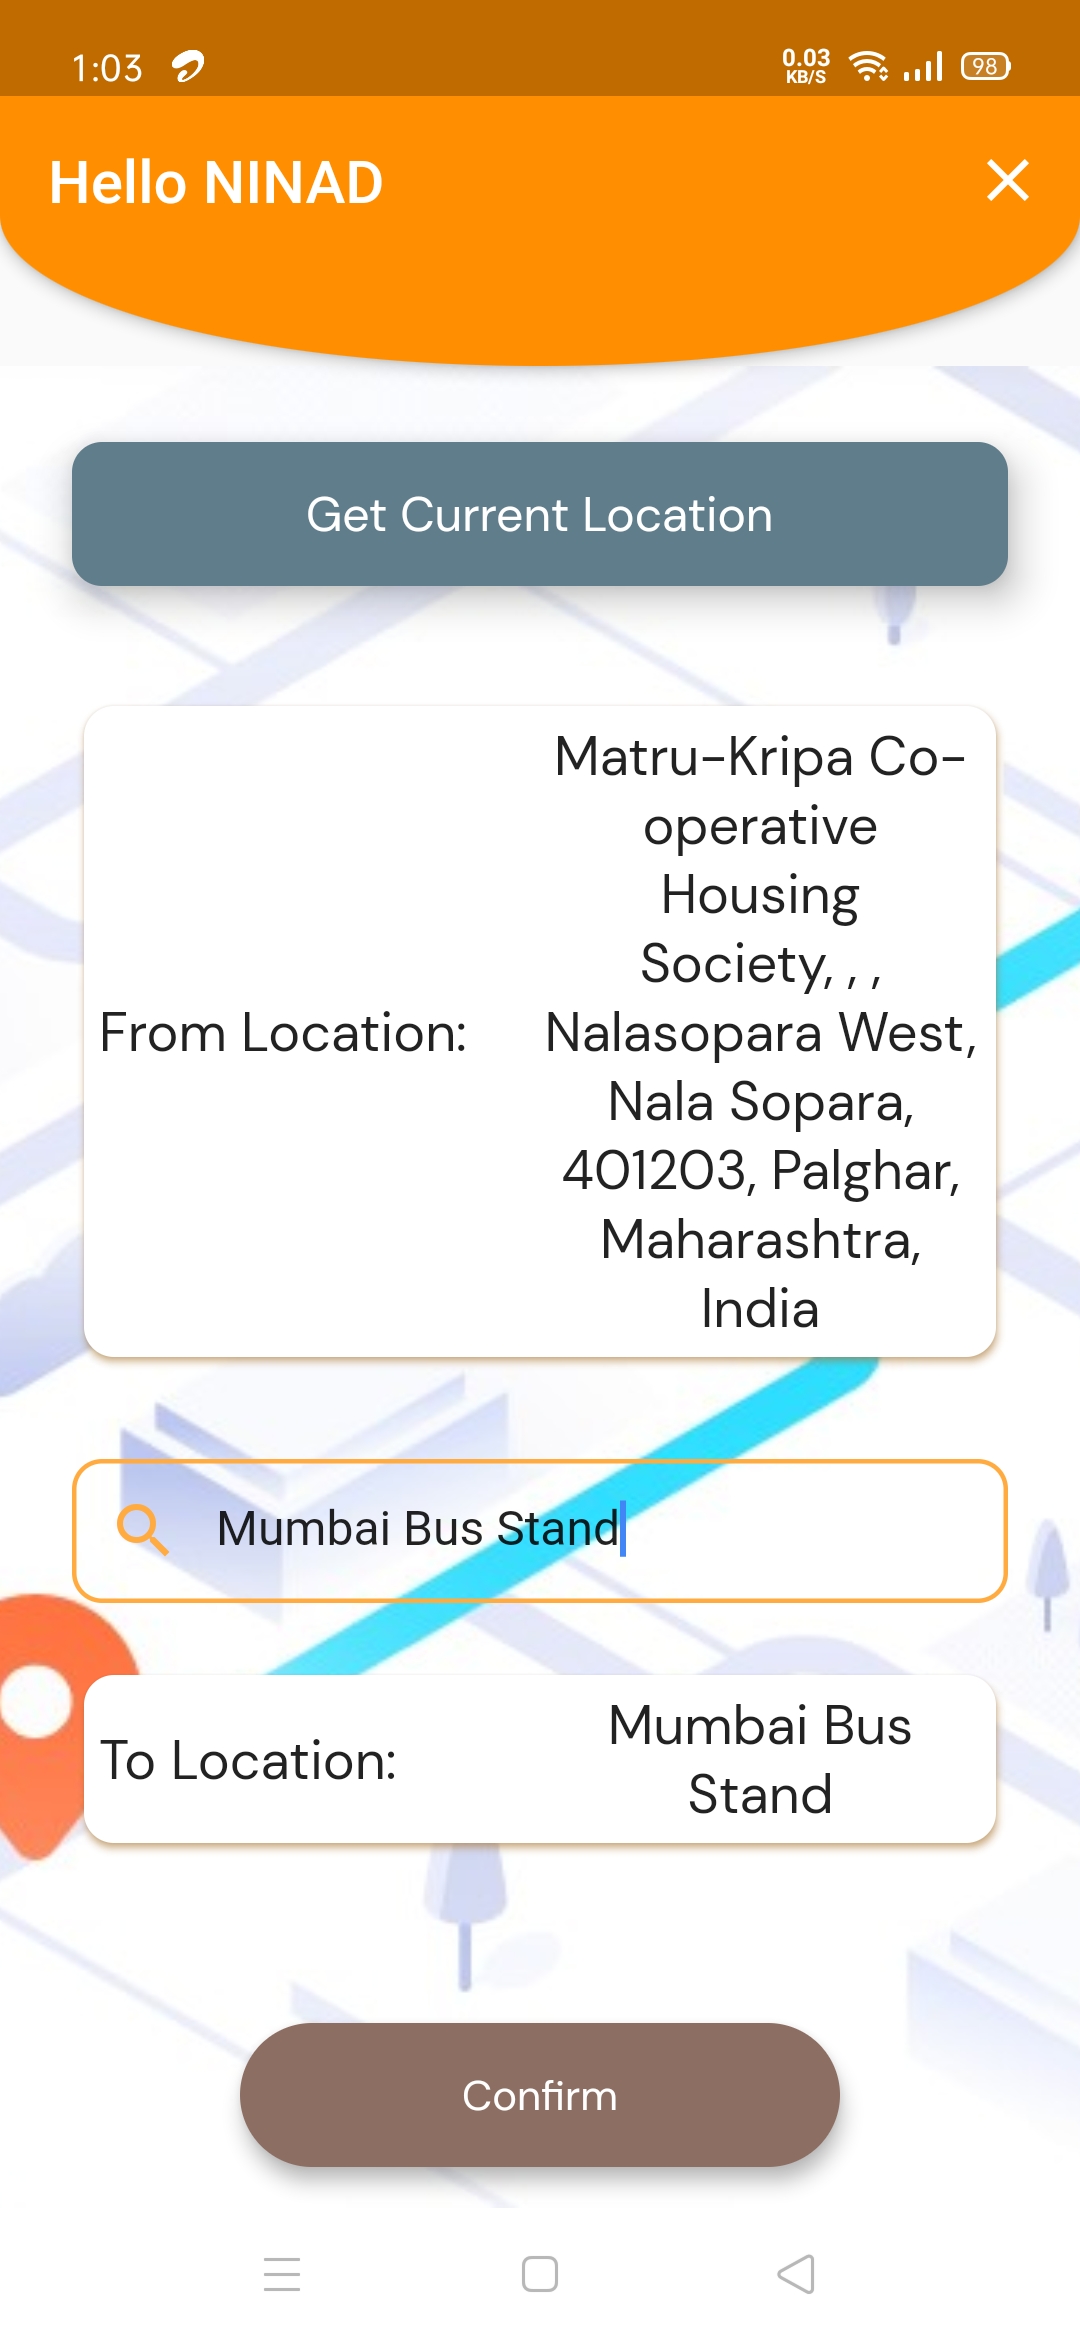 1:03
0.03
KB/S
98
Hello NINAD
Get Current Location
From Location:
Matru-Kripa Co-
operative
Housing
Society, , ,
Nalasopara West,
Nala Sopara,
401203, Palghar,
Maharashtra,
India
Mumbai Bus Stand
To Location:
Mumbai Bus
Stand
Confirm